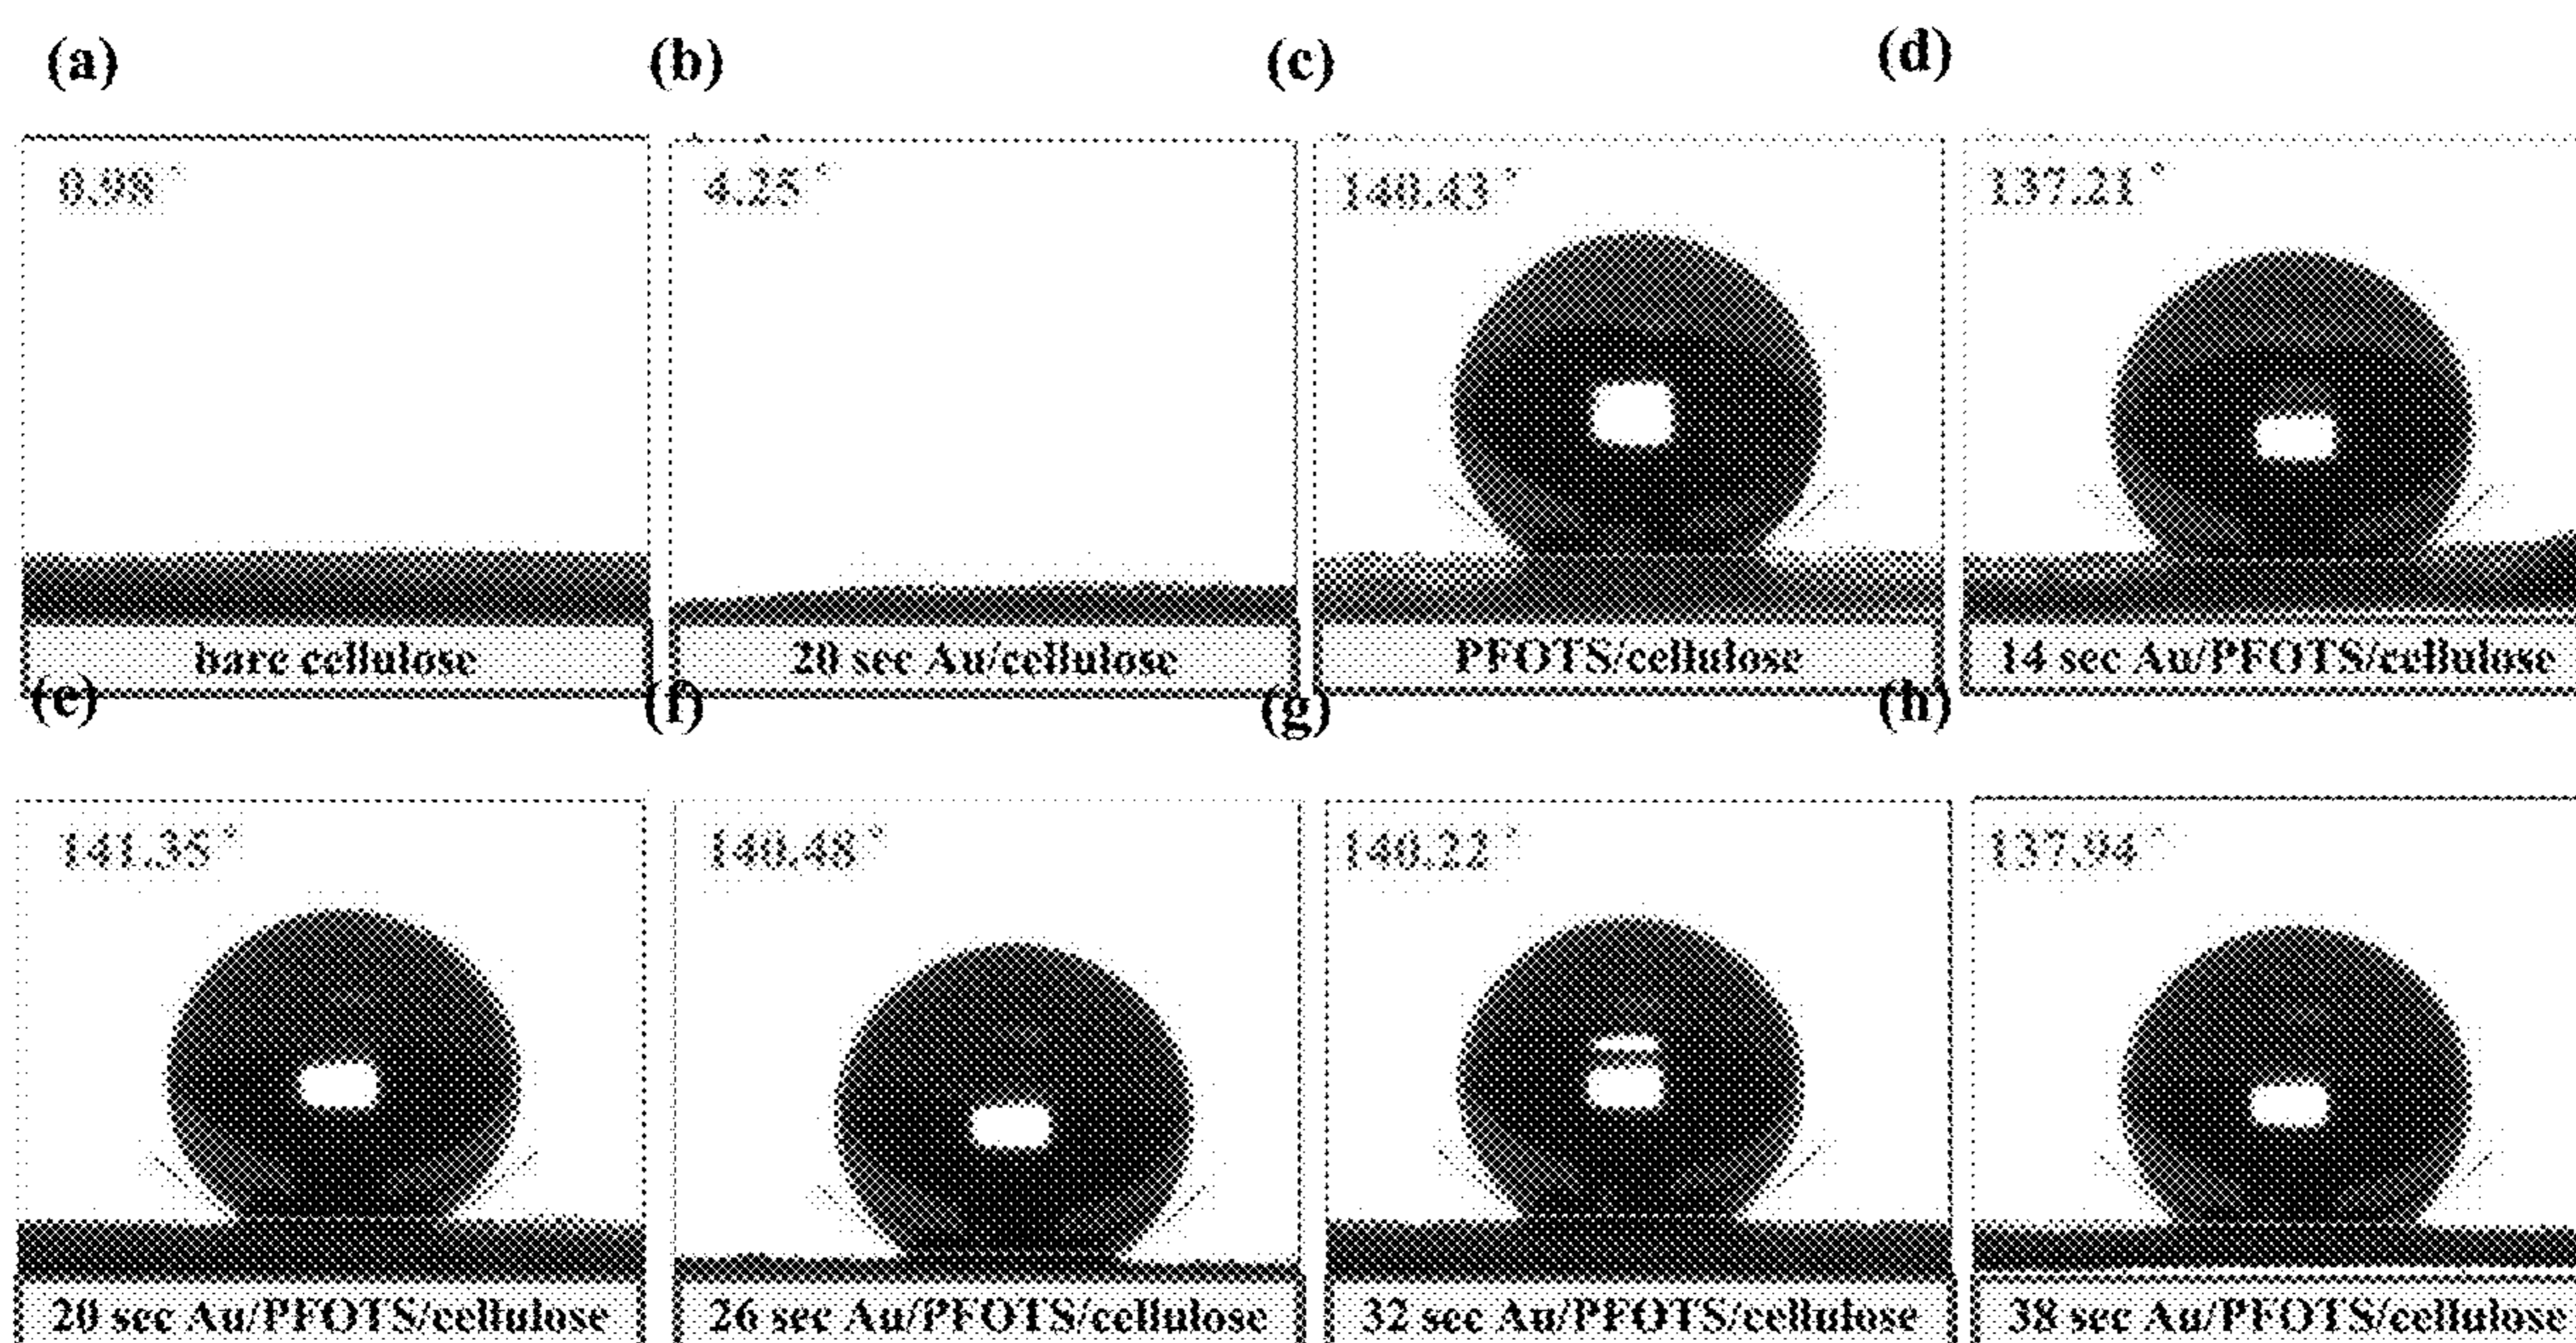 (a)
(b)
(c)
(d)
0.98°
4.25°
140.43°
137.21°
bare cellulose
20 sec Au/cellulose
PFOTS/cellulose
14 sec Au/PFOTS/cellulose
(e)
(f)
(g)
(h)
141.35°
140.48°
140.22°
137.94°
20 sec Au/PFOTS/cellulose
26 sec Au/PFOTS/cellulose
32 sec Au/PFOTS/cellulose
38 sec Au/PFOTS/cellulose